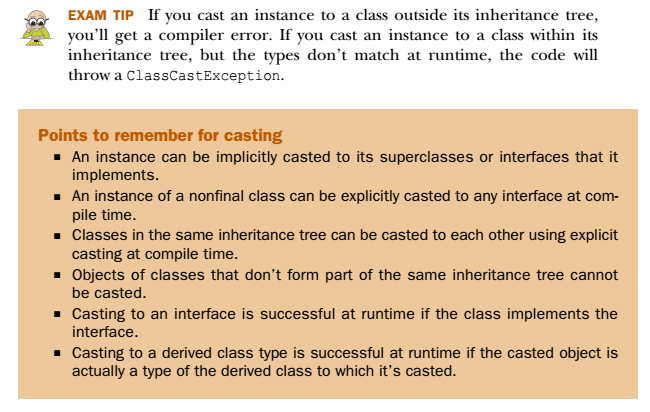 EXAM TIP If you cast an instance to a class outside its inheritance tree,
you'll get a compiler error. If you cast an instance to a class within its
inheritance tree, but the types don't match at runtime, the code will
throw a ClassCastException.
Points to remember for casting
■ An instance can be implicitly casted to its superclasses or interfaces that it
implements.
■ An instance of a nonfinal class can be explicitly casted to any interface at com-
pile time.
■ Classes in the same inheritance tree can be casted to each other using explicit
casting at compile time.
■ Objects of classes that don't form part of the same inheritance tree cannot
be casted.
■ Casting to an interface is successful at runtime if the class implements the
interface.
■ Casting to a derived class type is successful at runtime if the casted object is
actually a type of the derived class to which it's casted.